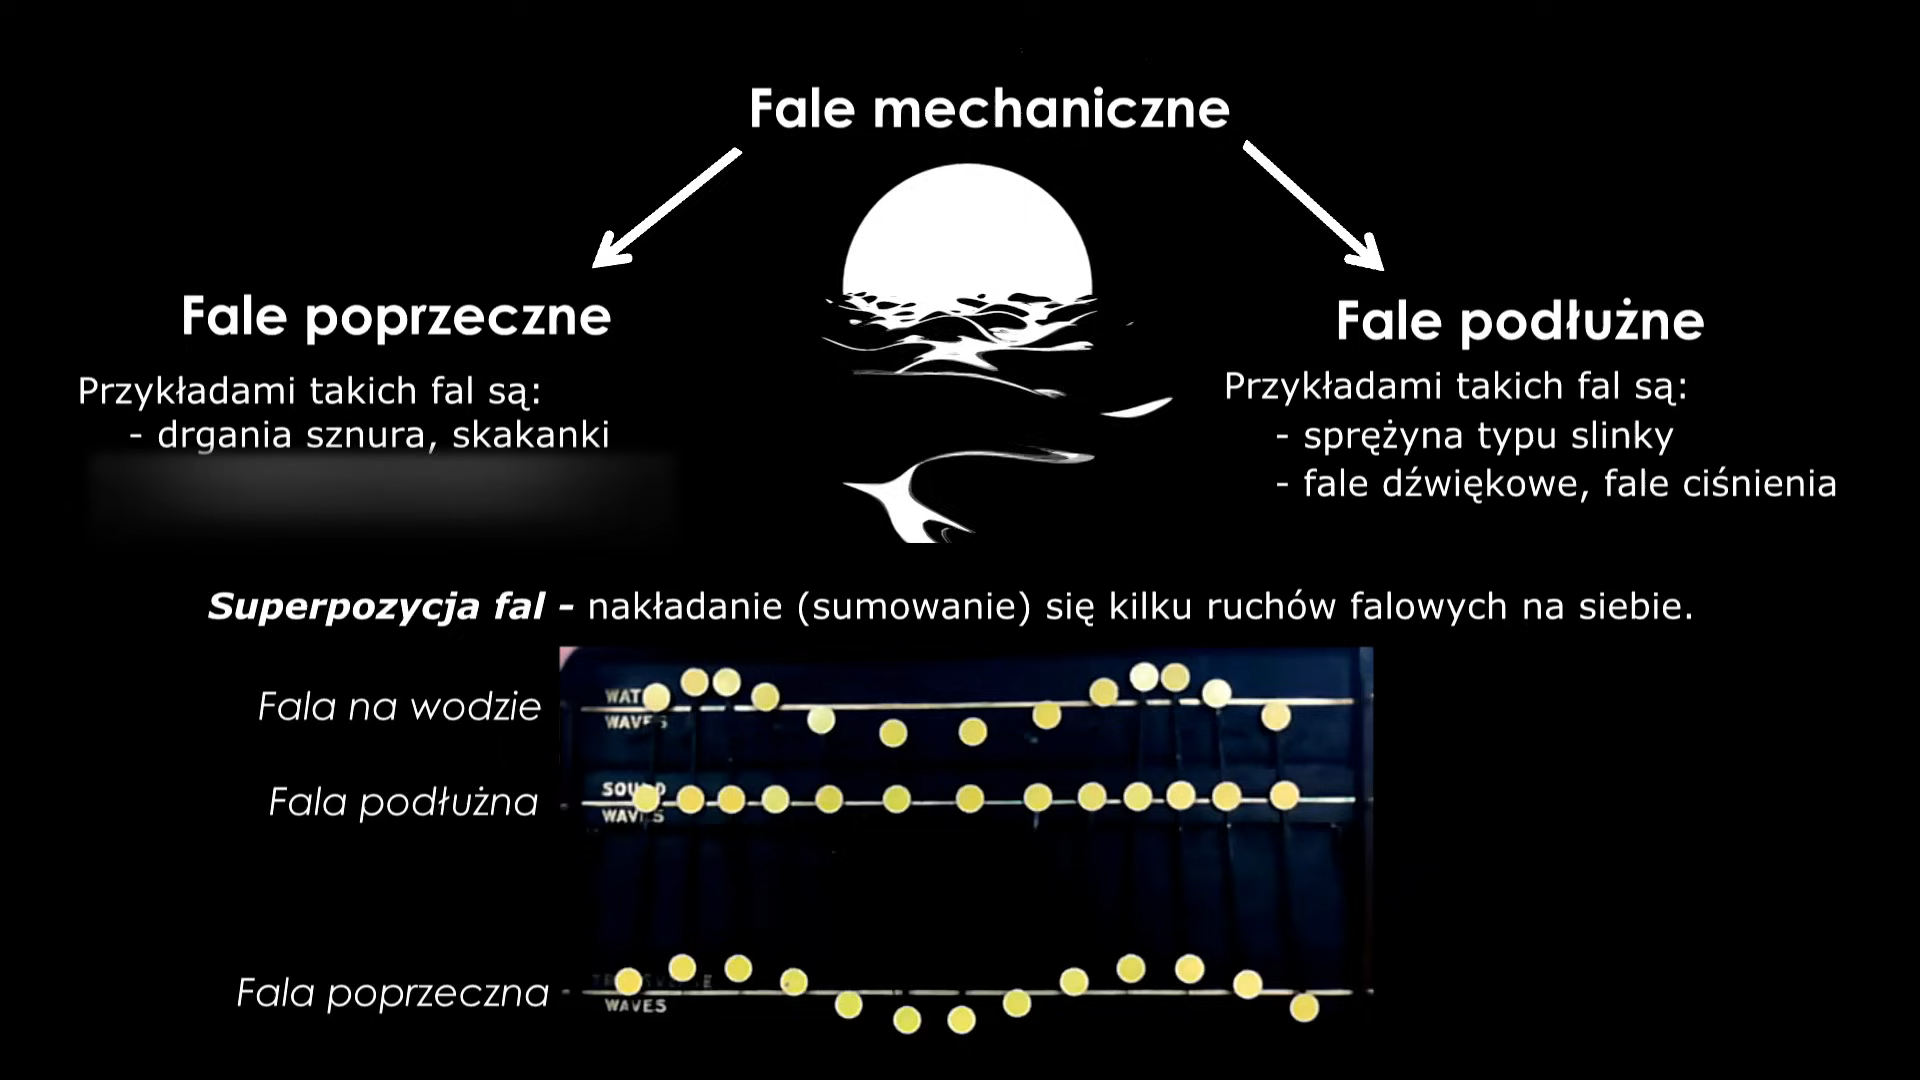 Fale mechaniczne
Fale poprzeczne
Przykładami takich fal są:
- drgania sznura, skakanki
Fale podłużne
Przykładami takich fal są:
- sprężyna typu slinky
- fale dźwiękowe, fale ciśnienia
Superpozycja fal - nakładanie (sumowanie) się kilku ruchów falowych na siebie.
Fala na wodzie
WAVES
Fala podłużna
WAVES
Fala poprzeczna
WAVES